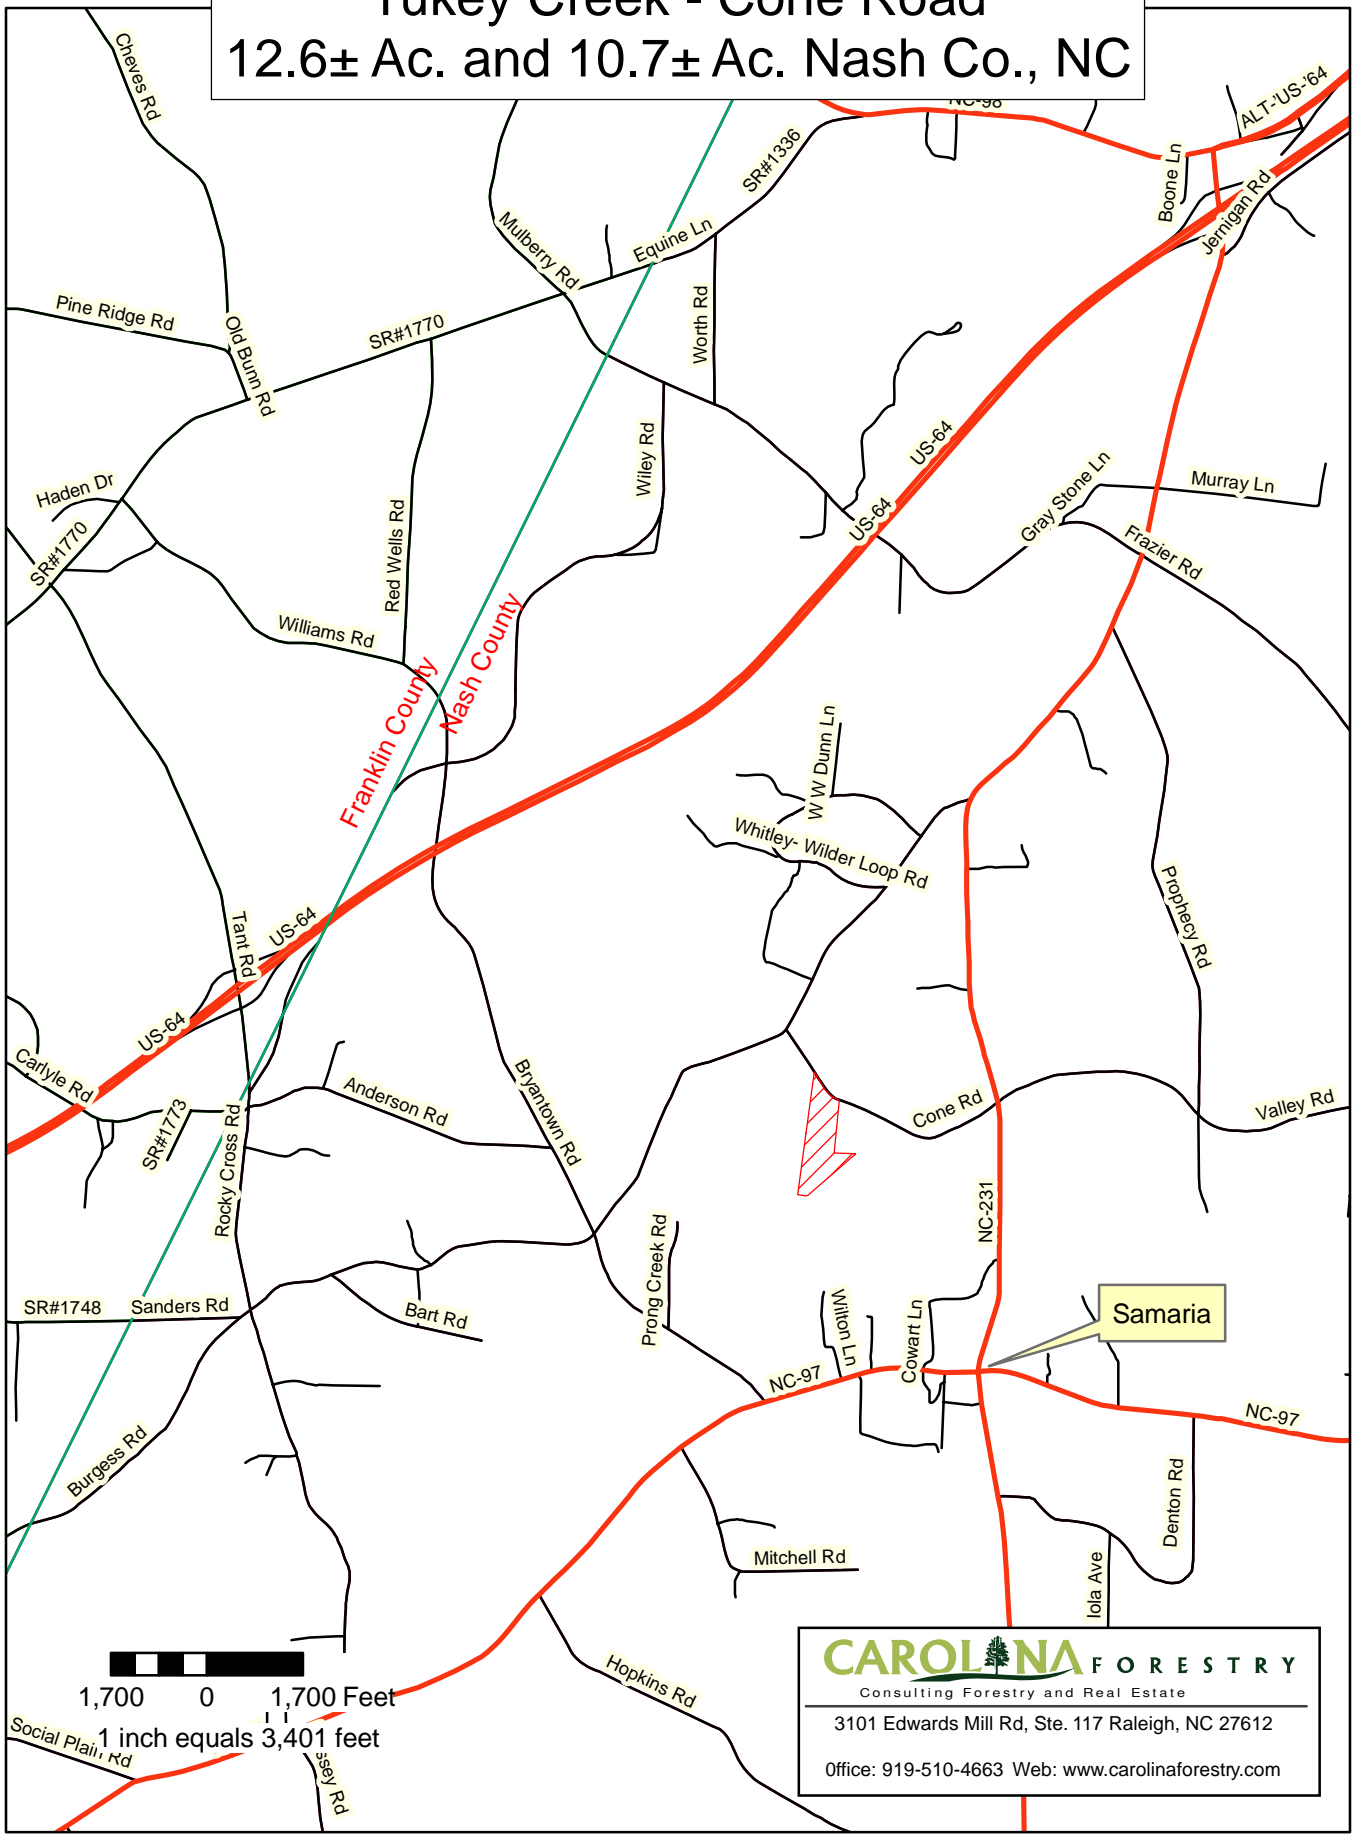 Tukey Creek - Cone Road
12.6± Ac. and 10.7± Ac. Nash Co., NC
Cheves Rd
NC-98
ALT-'US-'64
SR#1336
Boone Ln
Jernigan Rd
Mulberry Rd
Equine Ln
Pine Ridge Rd
Old Bunn Rd
SR#1770
Worth Rd
Wiley Rd
US-64
US-64
Gray Stone Ln
Murray Ln
Frazier Rd
Haden Dr
SR#1770
Red Wells Rd
Williams Rd
Franklin County
Nash County
W W Dunn Ln
Whitley- Wilder Loop Rd
Prophecy Rd
Tant Rd
US-64
US-64
Carlyle Rd
SR#1773
Rocky Cross Rd
Anderson Rd
Bryantown Rd
Cone Rd
Valley Rd
NC-231
Prong Creek Rd
SR#1748
Sanders Rd
Bart Rd
Wilton Ln
Cowart Ln
Samaria
NC-97
NC-97
Burgess Rd
Denton Rd
Mitchell Rd
Iola Ave
Hopkins Rd
1,700 0 1,700 Feet
1 inch equals 3,401 feet
Social Plain Rd
ssey Rd
CAROLINA FORESTRY
Consulting Forestry and Real Estate
3101 Edwards Mill Rd, Ste. 117 Raleigh, NC 27612
0ffice: 919-510-4663 Web: www.carolinaforestry.com